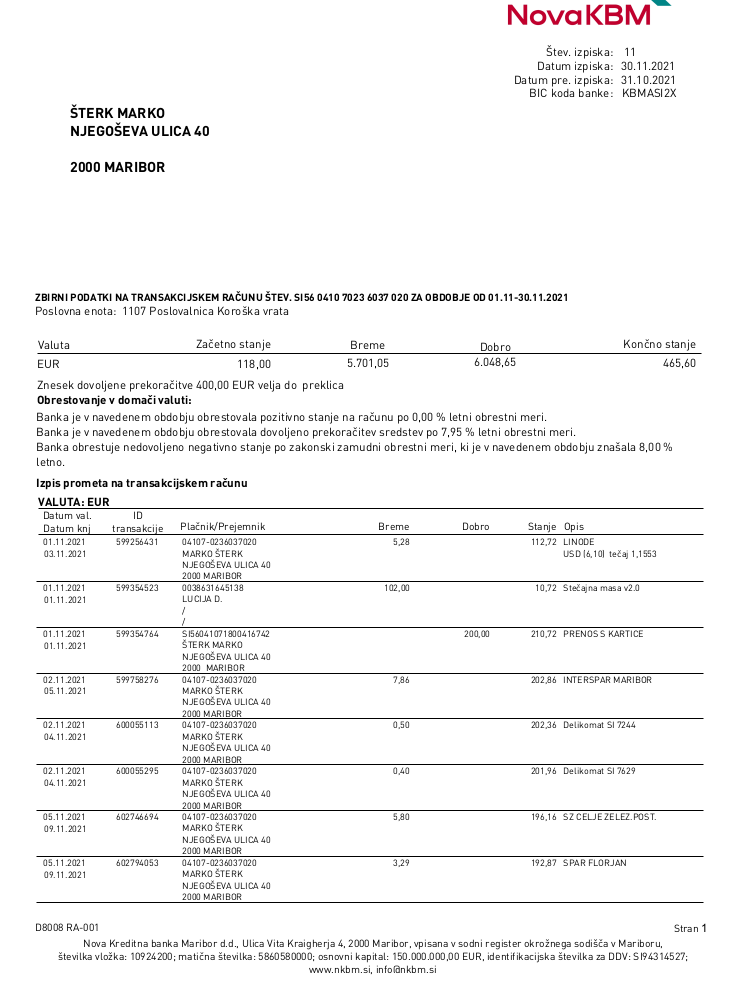 NovaKBM
Štev. izpiska: 11
Datum izpiska: 30.11.2021
Datum pre. izpiska: 31.10.2021
BIC koda banke: KBMASI2X
ŠTERK MARKO
NJEGOŠEVA ULICA 40
2000 MARIBOR
ZBIRNI PODATKI NA TRANSAKCIJSKEM RAČUNU ŠTEV. SI56 0410 7023 6037 020 ZA OBDOBJE OD 01.11-30.11.2021
Poslovna enota: 1107 Poslovalnica Koroška vrata
Valuta Začetno stanje Breme Dobro Končno stanje
EUR 118,00 5.701,05 6.048,65 465,60
Znesek dovoljene prekoračitve 400,00 EUR velja do preklica
Obrestovanje v domači valuti:
Banka je v navedenem obdobju obrestovala pozitivno stanje na računu po 0,00 % letni obrestni meri.
Banka je v navedenem obdobju obrestovala dovoljeno prekoračitev sredstev po 7,95 % letni obrestni meri.
Banka obrestuje nedovoljeno negativno stanje po zakonski zamudni obrestni meri, ki je v navedenem obdobju znašala 8,00 %
letno.
Izpis prometa na transakcijskem računu
VALUTA: EUR
Datum val. ID
Datum knj transakcije Plačnik/Prejemnik Breme Dobro Stanje Opis
01.11.2021 599256431 04107-0236037020 5,28 112,72 LINODE
03.11.2021 MARKO ŠTERK USD (6,10) tečaj 1,1553
NJEGOŠEVA ULICA 40
2000 MARIBOR
01.11.2021 599354523 0038631645138 102,00 10,72 Stečajna masa v2.0
01.11.2021 LUCIJA D.
/
/
01.11.2021 599354764 SI56041071800416742 200,00 210,72 PRENOS S KARTICE
01.11.2021 ŠTERK MARKO
NJEGOŠEVA ULICA 40
2000 MARIBOR
02.11.2021 599758276 04107-0236037020 7,86 202,86 INTERSPAR MARIBOR
05.11.2021 MARKO ŠTERK
NJEGOŠEVA ULICA 40
2000 MARIBOR
02.11.2021 600055113 04107-0236037020 0,50 202,36 Delikomat SI 7244
04.11.2021 MARKO ŠTERK
NJEGOŠEVA ULICA 40
2000 MARIBOR
02.11.2021 600055295 04107-0236037020 0,40 201,96 Delikomat SI 7629
04.11.2021 MARKO ŠTERK
NJEGOŠEVA ULICA 40
2000 MARIBOR
05.11.2021 602746694 04107-0236037020 5,80 196,16 SZ CELJE ZELEZ.POST.
09.11.2021 MARKO ŠTERK
NJEGOŠEVA ULICA 40
2000 MARIBOR
05.11.2021 602794053 04107-0236037020 3,29 192,87 SPAR FLORJAN
09.11.2021 MARKO ŠTERK
NJEGOŠEVA ULICA 40
2000 MARIBOR
D8008 RA-001 Stran 1
Nova Kreditna banka Maribor d.d., Ulica Vita Kraigherja 4, 2000 Maribor, vpisana v sodni register okrožnega sodišča v Mariboru,
številka vložka: 10924200; matična številka: 5860580000; osnovni kapital: 150.000.000,00 EUR, identifikacijska številka za DDV: SI94314527;
www.nkbm.si, info@nkbm.si